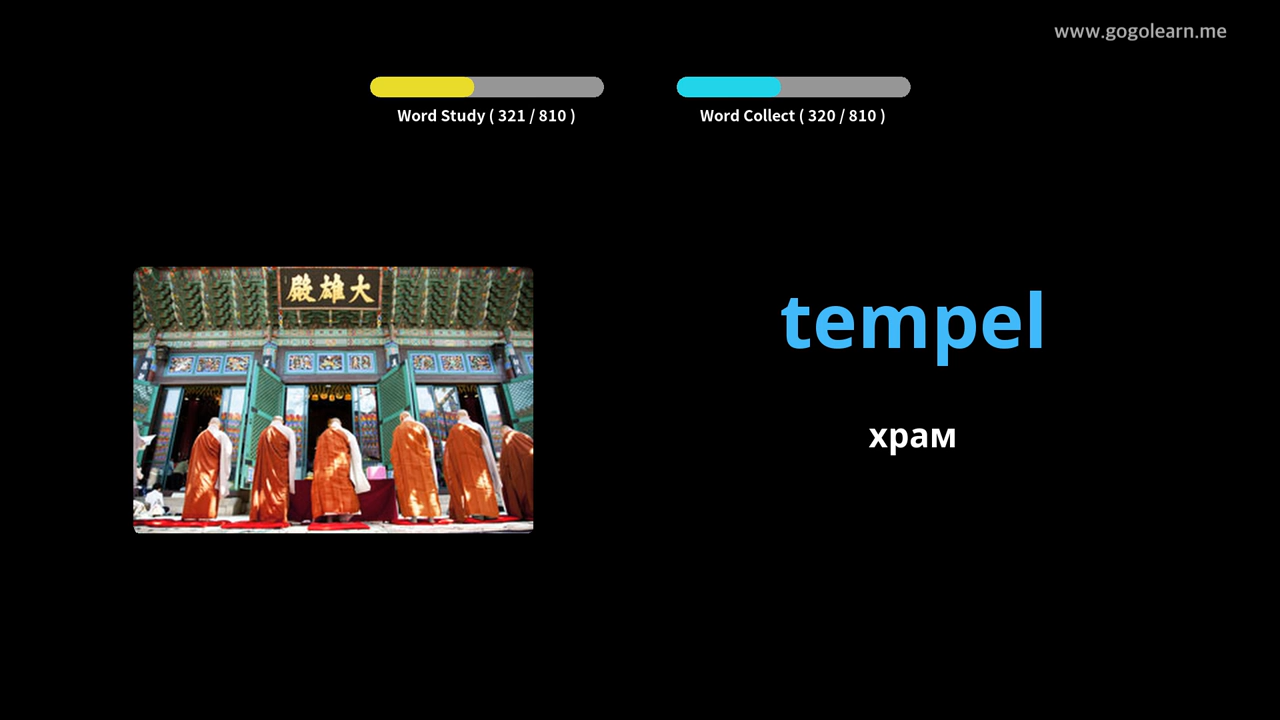 www.gogolearn.me
Word Study ( 321 / 810 )
Word Collect ( 320 / 810 )
殿雄大
tempel
храм